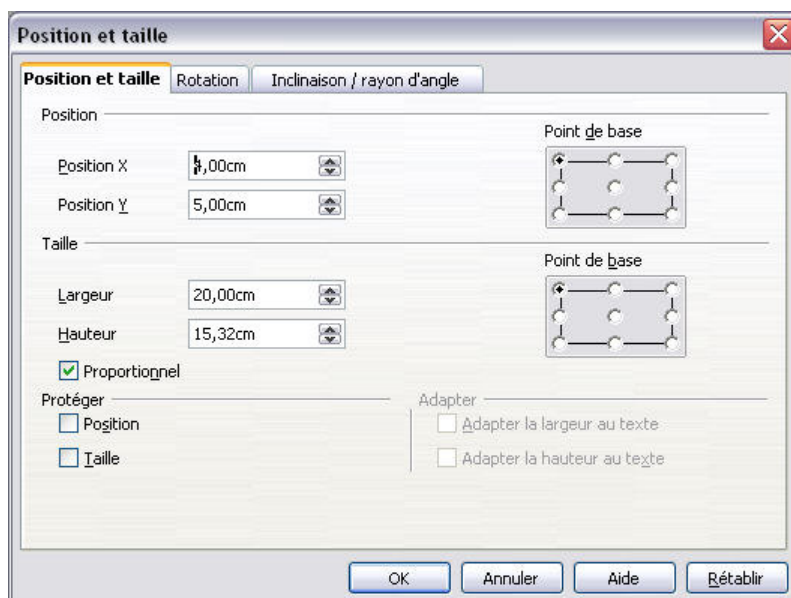 Position et taille
Position et taille Rotation Inclinaison / rayon d'angle
Position
Point de base
Position X ,00cm
Position Y 5,00cm
Taille
Point de base
Largeur 20,00cm
Hauteur 15,32cm
Proportionnel
Protéger Adapter
Position Adapter la largeur au texte
Taille Adapter la hauteur au texte
OK Annuler Aide Rétablir